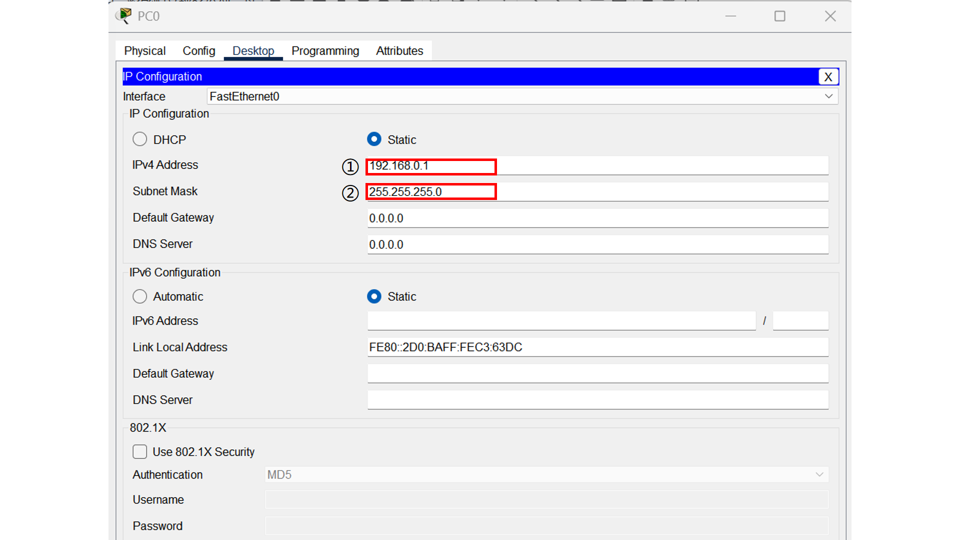 PC0
Physical Config Desktop Programming Attributes
IP Configuration X
Interface FastEthernet0
IP Configuration
DHCP Static
IPv4 Address ① 192.168.0.1
Subnet Mask ② 255.255.255.0
Default Gateway 0.0.0.0
DNS Server 0.0.0.0
IPv6 Configuration
Automatic Static
IPv6 Address /
Link Local Address FE80::2D0:BAFF:FEC3:63DC
Default Gateway
DNS Server
802.1X
Use 802.1X Security
Authentication MD5
Username
Password